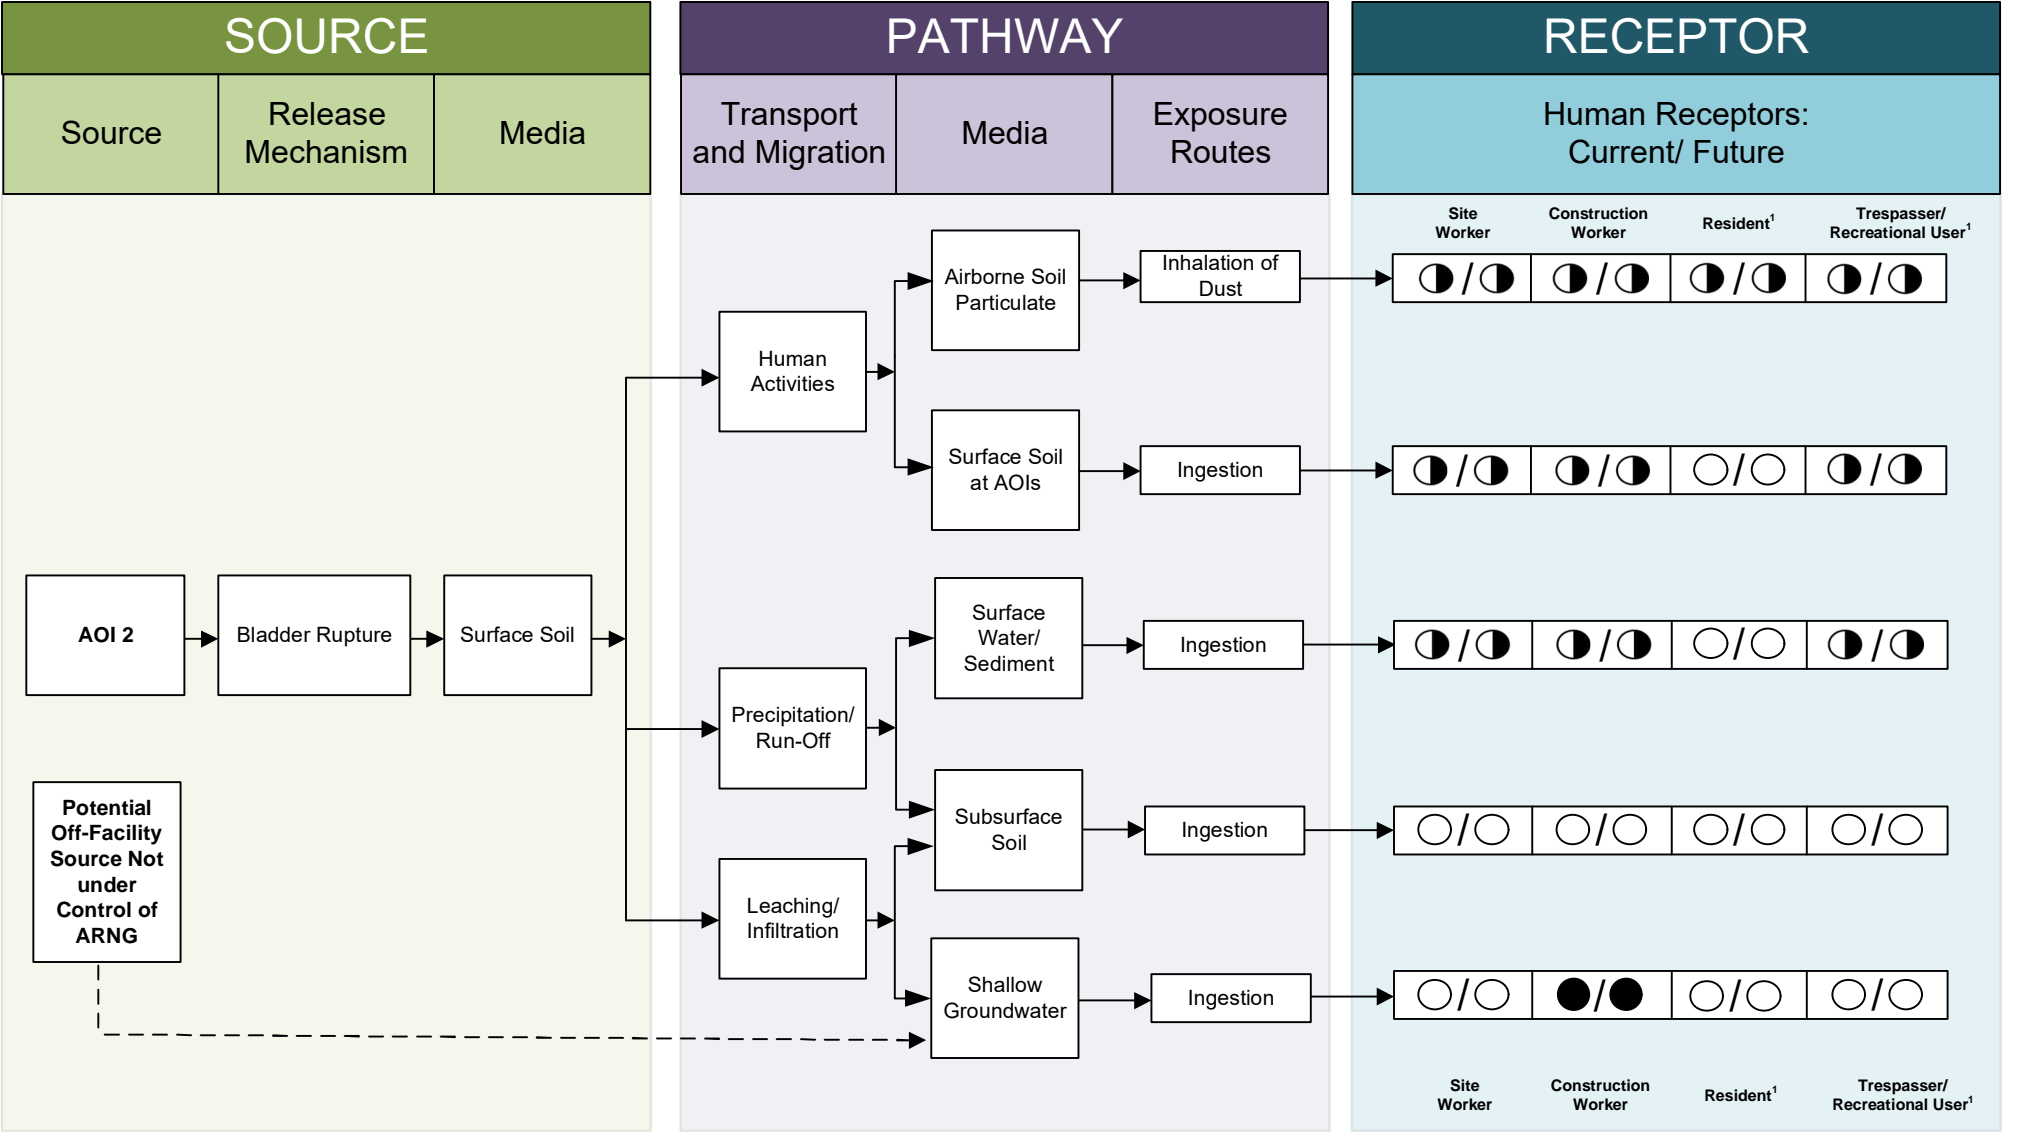 SOURCE
PATHWAY
RECEPTOR
Source
Release
Mechanism
Media
Transport
and Migration
Media
Exposure
Routes
Human Receptors:
Current/ Future
Site
Worker
Construction
Worker
Resident¹
Trespasser/
Recreational User¹
Airborne Soil
Particulate
Inhalation of
Dust
/ / / /
Human
Activities
Surface Soil
at AOIs
Ingestion
/ / / /
AOI 2
Bladder Rupture
Surface Soil
Surface
Water/
Sediment
Ingestion
/ / / /
Precipitation/
Run-Off
Subsurface
Soil
Ingestion
/ / / /
Potential
Off-Facility
Source Not
under
Control of
ARNG
Leaching/
Infiltration
Shallow
Groundwater
Ingestion
/ / / /
Site
Worker
Construction
Worker
Resident¹
Trespasser/
Recreational User¹